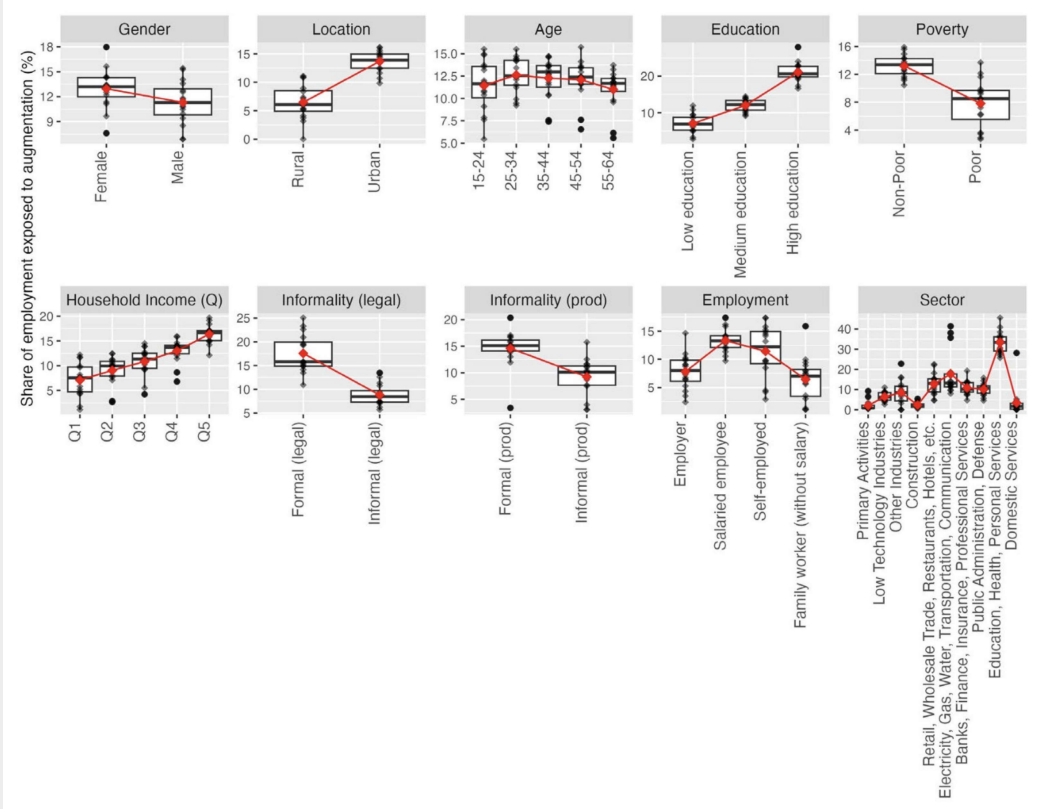 Share of employment exposed to augmentation (%)
Gender
18
15
12
9
Female
Male
Location
15
10
5
0
Rural
Urban
Age
15.0
12.5
10.0
7.5
5.0
15-24
25-34
35-44
45-54
55-64
Education
20
10
Low education
Medium education
High education
Poverty
16
12
8
4
Non-Poor
Poor
Household Income (Q)
20
15
10
5
Q1
Q2
Q3
Q4
Q5
Informality (legal)
25
20
15
10
5
Formal (legal)
Informal (legal)
Informality (prod)
20
15
10
5
Formal (prod)
Informal (prod)
Employment
15
10
5
Employer
Salaried employee
Self-employed
Family worker (without salary)
Sector
40
30
20
10
0
Primary Activities
Low Technology Industries
Other Industries
Construction
Retail, Wholesale Trade, Restaurants, Hotels, etc.
Electricity, Gas, Water, Transportation, Communication
Banks, Finance, Insurance, Professional Services
Public Administration, Defense
Education, Health, Personal Services
Domestic Services